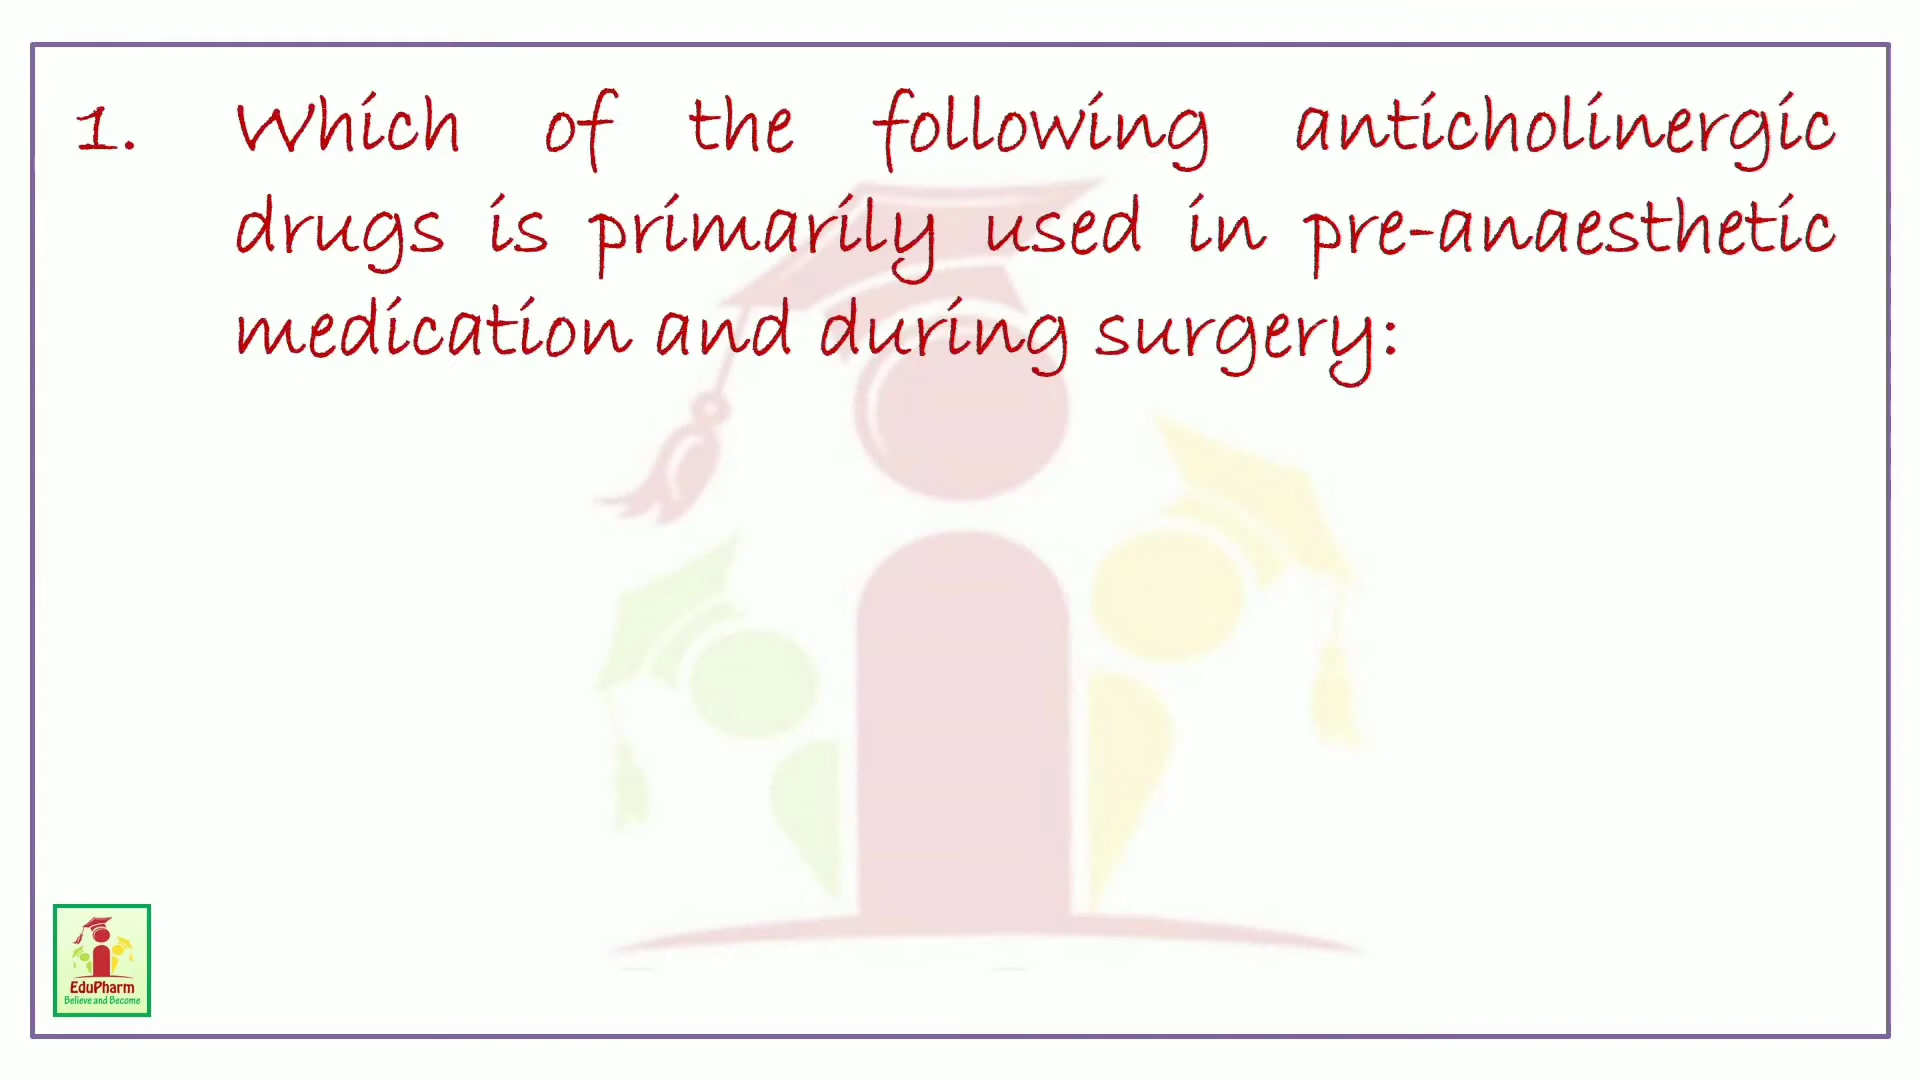 1. Which of the following anticholinergic
drugs is primarily used in pre-anaesthetic
medication and during surgery:
EduPharm
Believe and Become